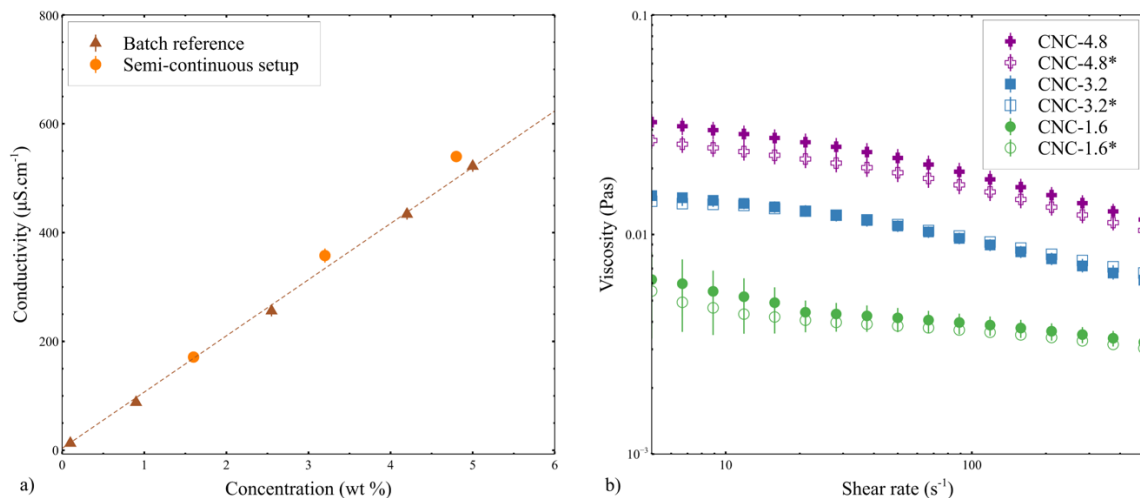 800
600
400
200
0
0
1
2
3
4
5
6
Conductivity (µS.cm⁻¹)
Concentration (wt %)
Batch reference
Semi-continuous setup
a)
0.1
0.01
10⁻³
10
100
Viscosity (Pas)
Shear rate (s⁻¹)
CNC-4.8
CNC-4.8*
CNC-3.2
CNC-3.2*
CNC-1.6
CNC-1.6*
b)